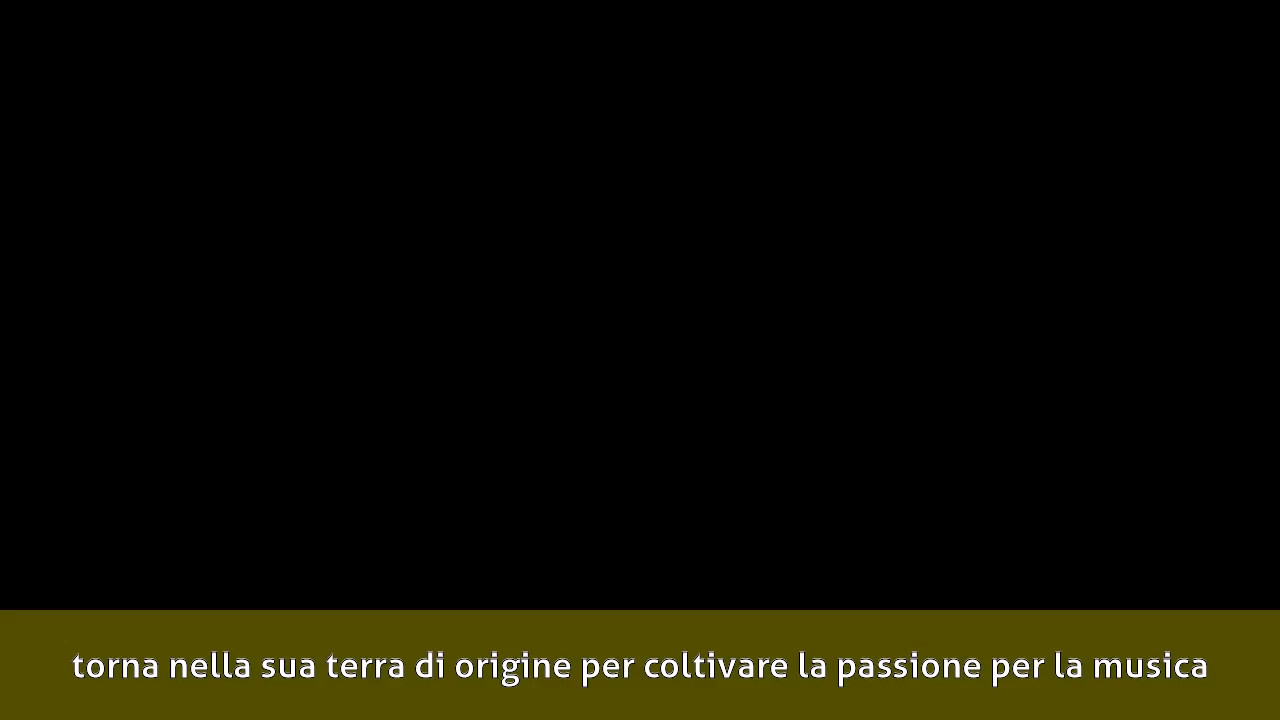 torna nella sua terra di origine per coltivare la passione per la musica